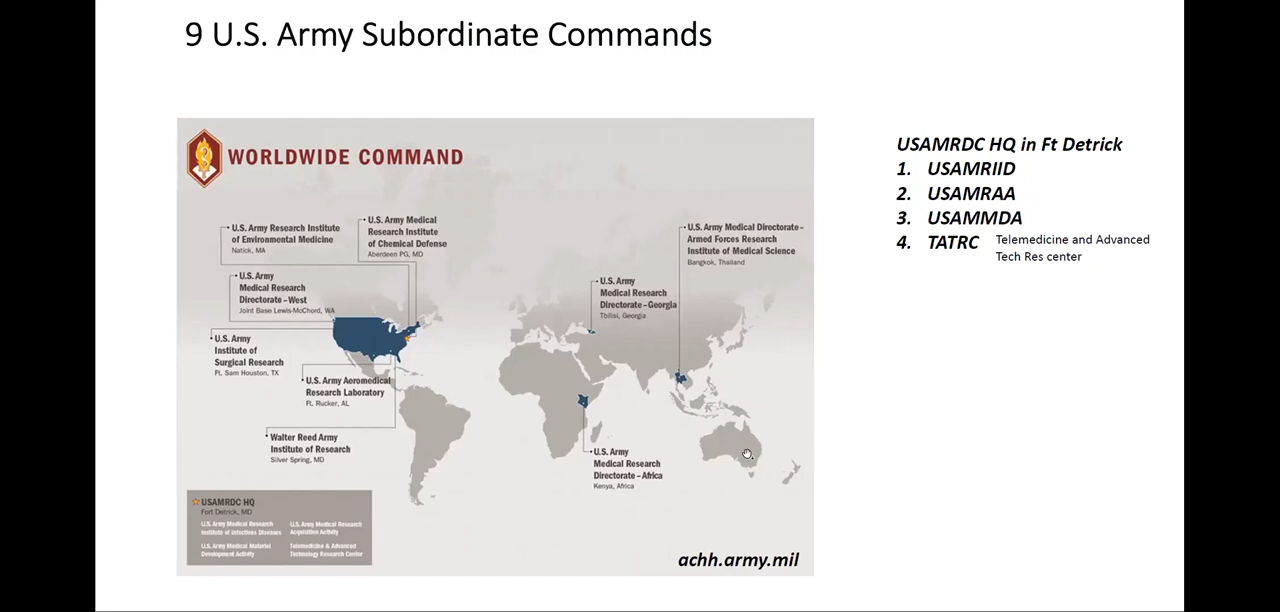 9 U.S. Army Subordinate Commands
WORLDWIDE COMMAND
U.S. Army Research Institute
of Environmental Medicine
Natick, MA
U.S. Army Medical
Research Institute
of Chemical Defense
Aberdeen PG, MD
U.S. Army
Medical Research
Directorate – West
Joint Base Lewis-McChord, WA
U.S. Army
Institute of
Surgical Research
Ft. Sam Houston, TX
U.S. Army Aeromedical
Research Laboratory
Ft. Rucker, AL
Walter Reed Army
Institute of Research
Silver Spring, MD
U.S. Army
Medical Research
Directorate – Georgia
Tbilisi, Georgia
U.S. Army Medical Directorate –
Armed Forces Research
Institute of Medical Science
Bangkok, Thailand
U.S. Army
Medical Research
Directorate – Africa
Kenya, Africa
USAMRDC HQ
Fort Detrick, MD
U.S. Army Medical Research
Institute of Infectious Diseases
U.S. Army Medical Research
Acquisition Activity
U.S. Army Medical Materiel
Development Activity
Telemedicine & Advanced
Technology Research Center
achh.army.mil
USAMRDC HQ in Ft Detrick
1. USAMRIID
2. USAMRAA
3. USAMMDA
4. TATRC
Telemedicine and Advanced
Tech Res center